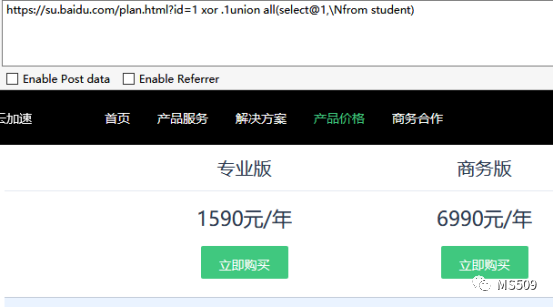 https://su.baidu.com/plan.html?id=1 xor .1union all(select@1,\Nfrom student)
Enable Post data Enable Referrer
云加速 首页 产品服务 解决方案 产品价格 商务合作
专业版 商务版
1590元/年 6990元/年
立即购买 立即购买
MS509